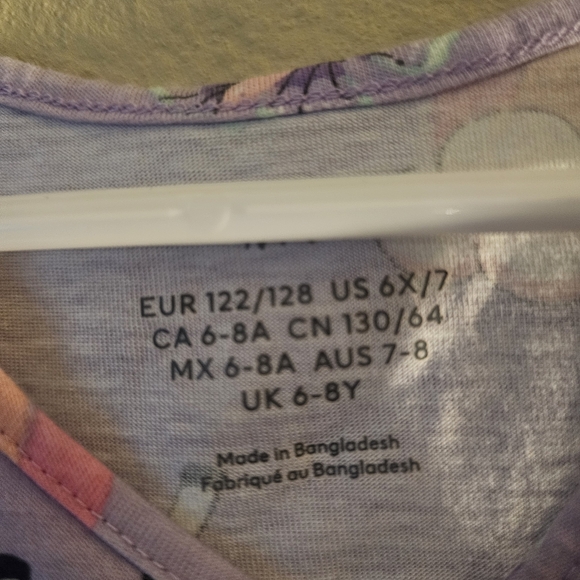 EUR 122/128 US 6X/7
CA 6-8A CN 130/64
MX 6-8A AUS 7-8
UK 6-8Y
Made in Bangladesh
Fabriqué au Bangladesh